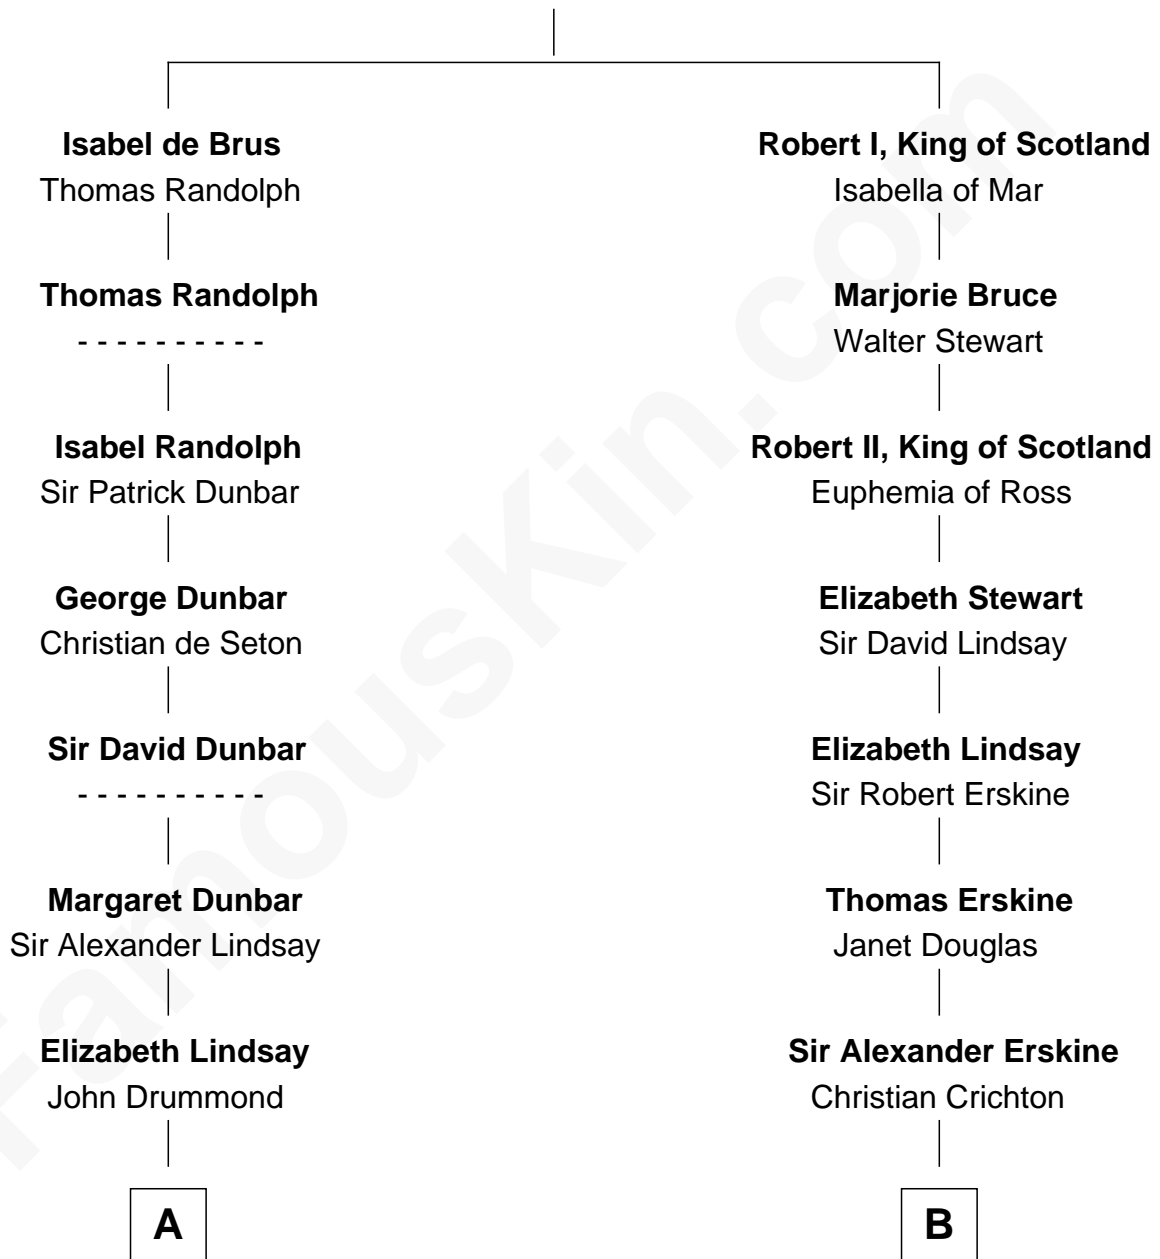 Isabel de Brus
Thomas Randolph
Thomas Randolph
- - - - - - - - - -
Isabel Randolph
Sir Patrick Dunbar
George Dunbar
Christian de Seton
Sir David Dunbar
- - - - - - - - - -
Margaret Dunbar
Sir Alexander Lindsay
Elizabeth Lindsay
John Drummond
A
Robert I, King of Scotland
Isabella of Mar
Marjorie Bruce
Walter Stewart
Robert II, King of Scotland
Euphemia of Ross
Elizabeth Stewart
Sir David Lindsay
Elizabeth Lindsay
Sir Robert Erskine
Thomas Erskine
Janet Douglas
Sir Alexander Erskine
Christian Crichton
B
FamousKin.com